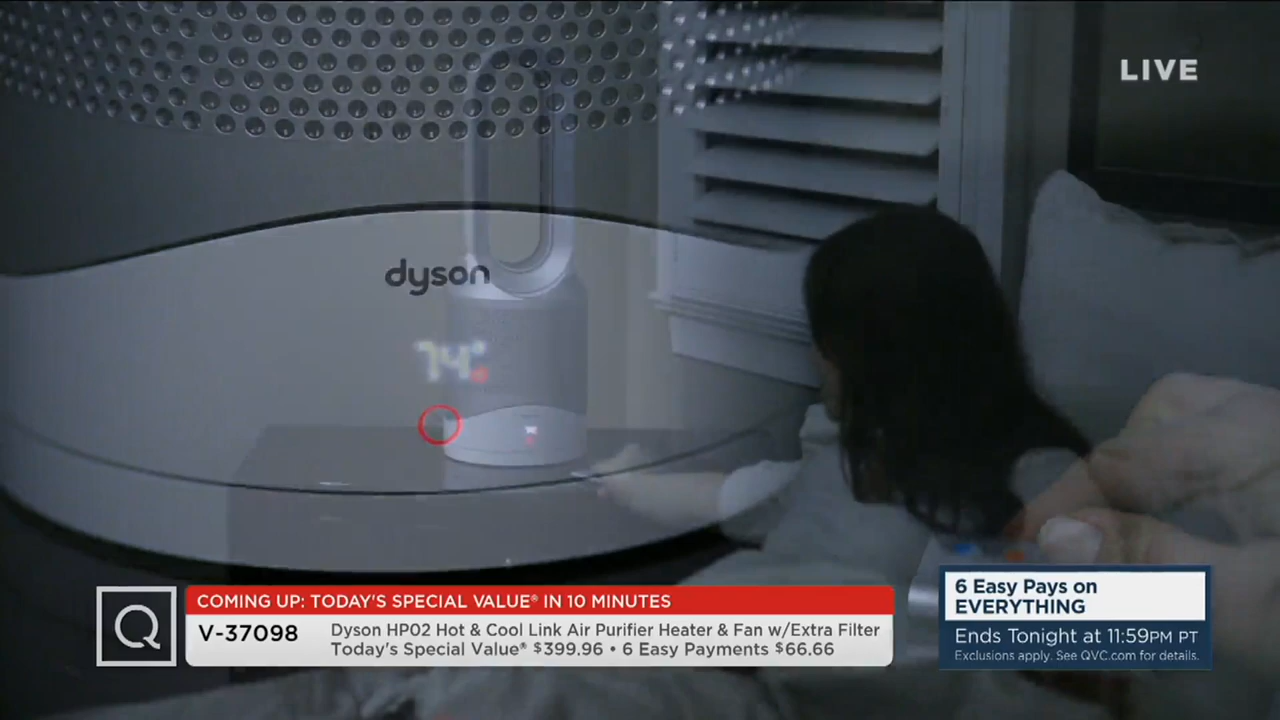 LIVE
dyson
74°
COMING UP: TODAY'S SPECIAL VALUE® IN 10 MINUTES
Q
V-37098
Dyson HP02 Hot & Cool Link Air Purifier Heater & Fan w/Extra Filter
Today's Special Value® $399.96 • 6 Easy Payments $66.66
6 Easy Pays on
EVERYTHING
Ends Tonight at 11:59PM PT
Exclusions apply. See QVC.com for details.